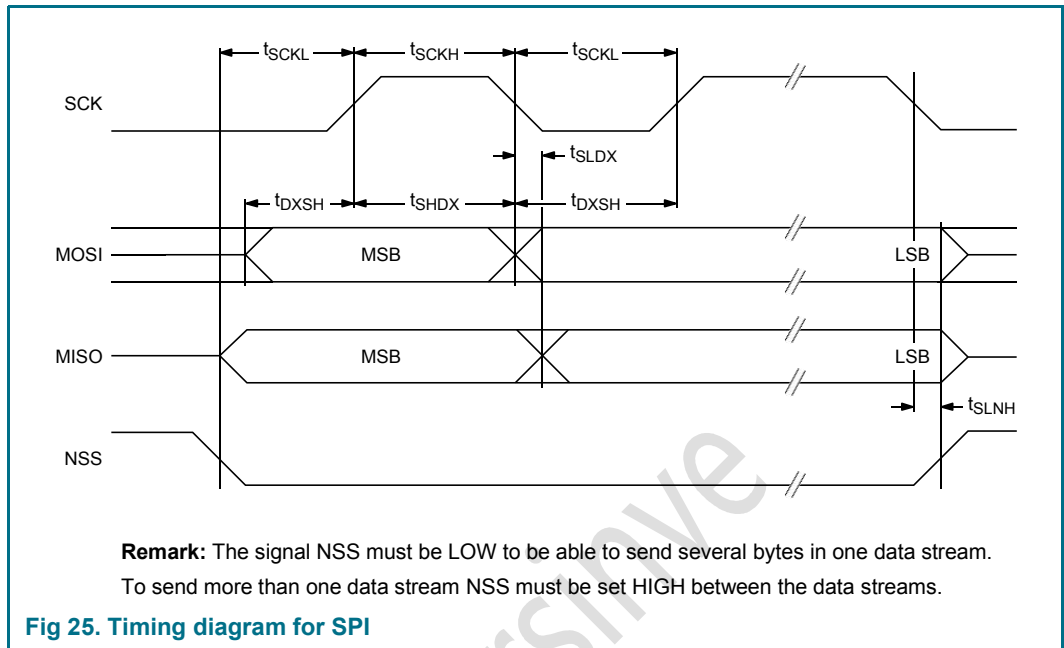 tSCKL tSCKH tSCKL
SCK
tSLDX
tDXSH tSHDX tDXSH
MOSI MSB LSB
MISO MSB LSB
tSLNH
NSS
Remark: The signal NSS must be LOW to be able to send several bytes in one data stream.
To send more than one data stream NSS must be set HIGH between the data streams.
Fig 25. Timing diagram for SPI